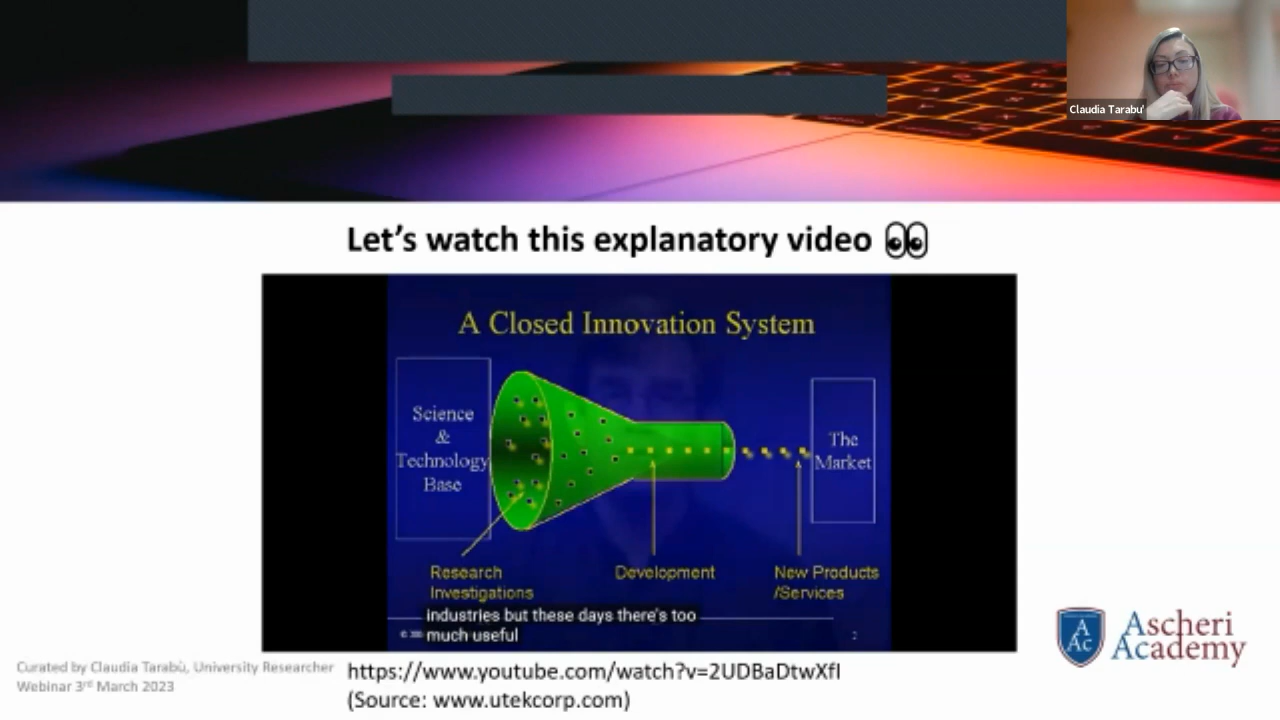 Claudia Tarabu'
Let's watch this explanatory video 👀
A Closed Innovation System
Science
&
Technology
Base
The
Market
Research
Investigations
Development
New Products
/Services
industries but these days there's too
much useful
2
https://www.youtube.com/watch?v=2UDBaDtwXfI
(Source: www.utekcorp.com)
Curated by Claudia Tarabù, University Researcher
Webinar 3rd March 2023
A
Ac
Ascheri
Academy